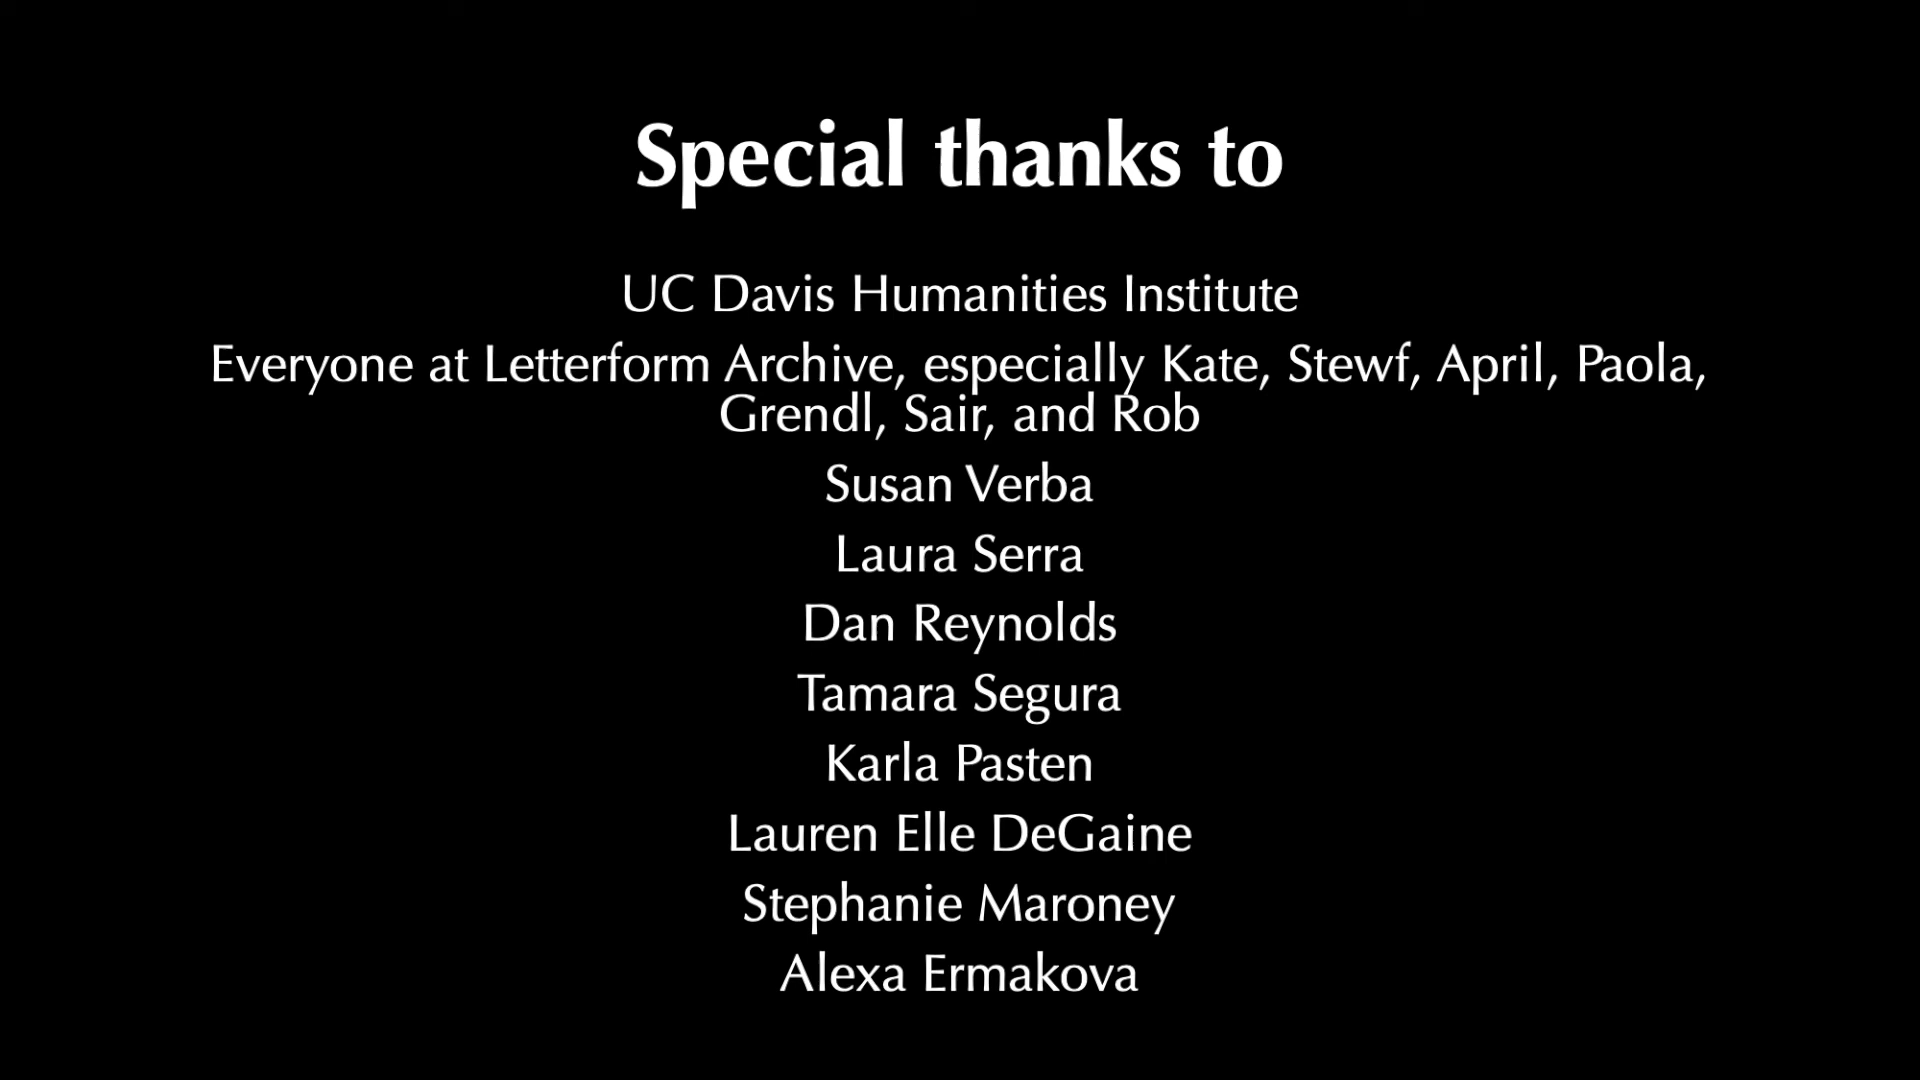 Special thanks to
UC Davis Humanities Institute
Everyone at Letterform Archive, especially Kate, Stewf, April, Paola,
Grendl, Sair, and Rob
Susan Verba
Laura Serra
Dan Reynolds
Tamara Segura
Karla Pasten
Lauren Elle DeGaine
Stephanie Maroney
Alexa Ermakova